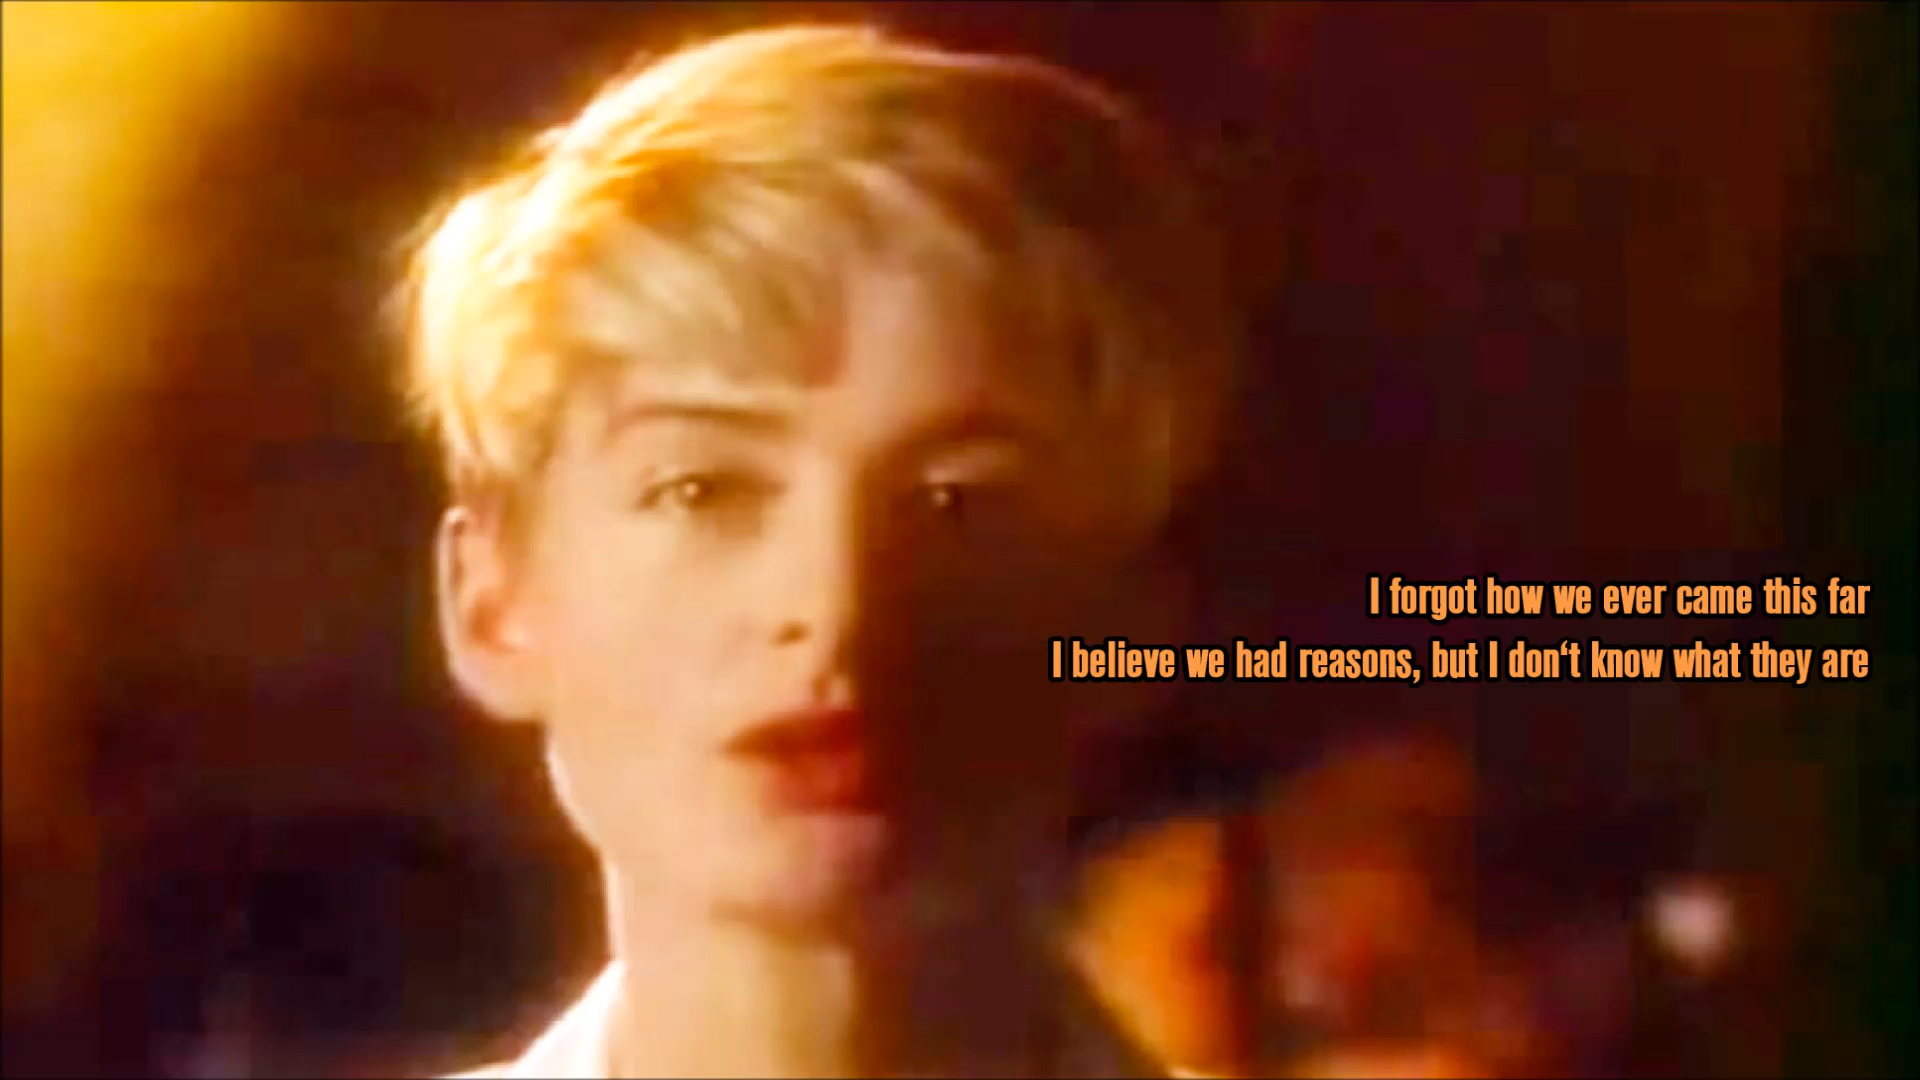 I forgot how we ever came this far
I believe we had reasons, but I don‘t know what they are